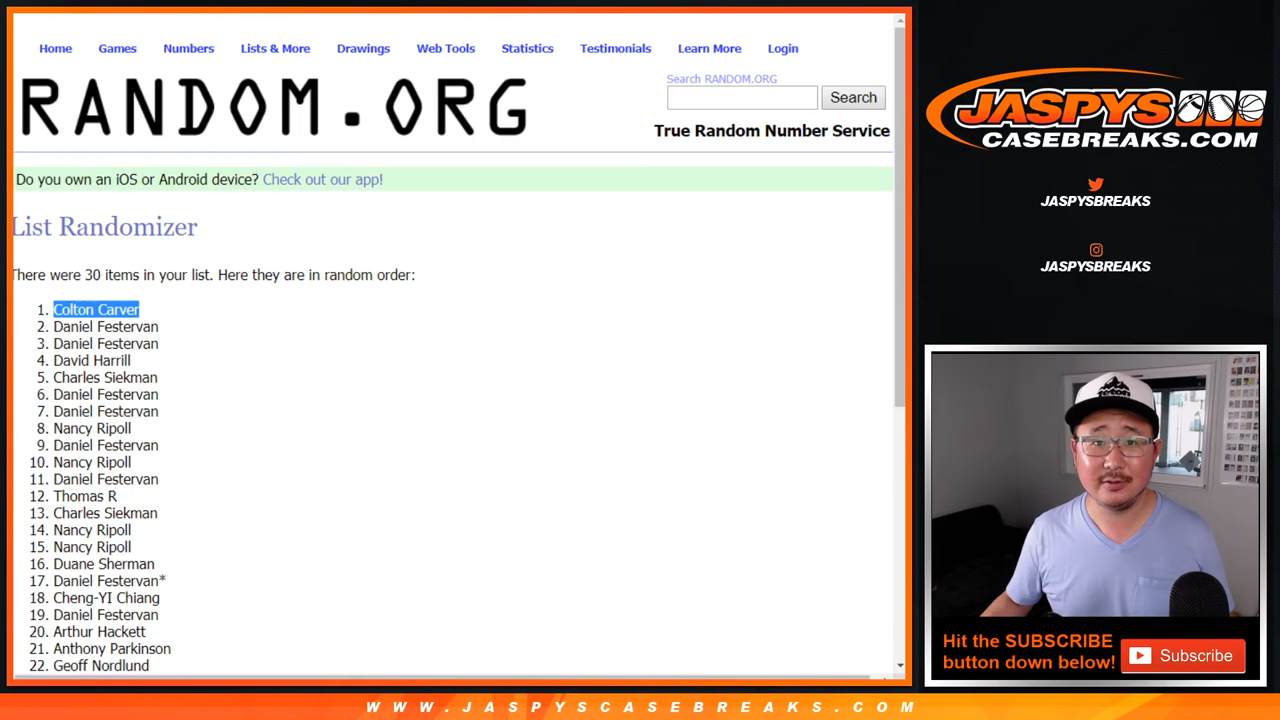 Home Games Numbers Lists & More Drawings Web Tools Statistics Testimonials Learn More Login
RANDOM.ORG
Search RANDOM.ORG
Search
True Random Number Service
Do you own an iOS or Android device? Check out our app!
List Randomizer
There were 30 items in your list. Here they are in random order:
1. Colton Carver
2. Daniel Festervan
3. Daniel Festervan
4. David Harrill
5. Charles Siekman
6. Daniel Festervan
7. Daniel Festervan
8. Nancy Ripoll
9. Daniel Festervan
10. Nancy Ripoll
11. Daniel Festervan
12. Thomas R
13. Charles Siekman
14. Nancy Ripoll
15. Nancy Ripoll
16. Duane Sherman
17. Daniel Festervan*
18. Cheng-YI Chiang
19. Daniel Festervan
20. Arthur Hackett
21. Anthony Parkinson
22. Geoff Nordlund
JASPYS
CASEBREAKS.COM
JASPYSBREAKS
JASPYSBREAKS
Hit the SUBSCRIBE
button down below!
Subscribe
WWW.JASPYSCASEBREAKS.COM